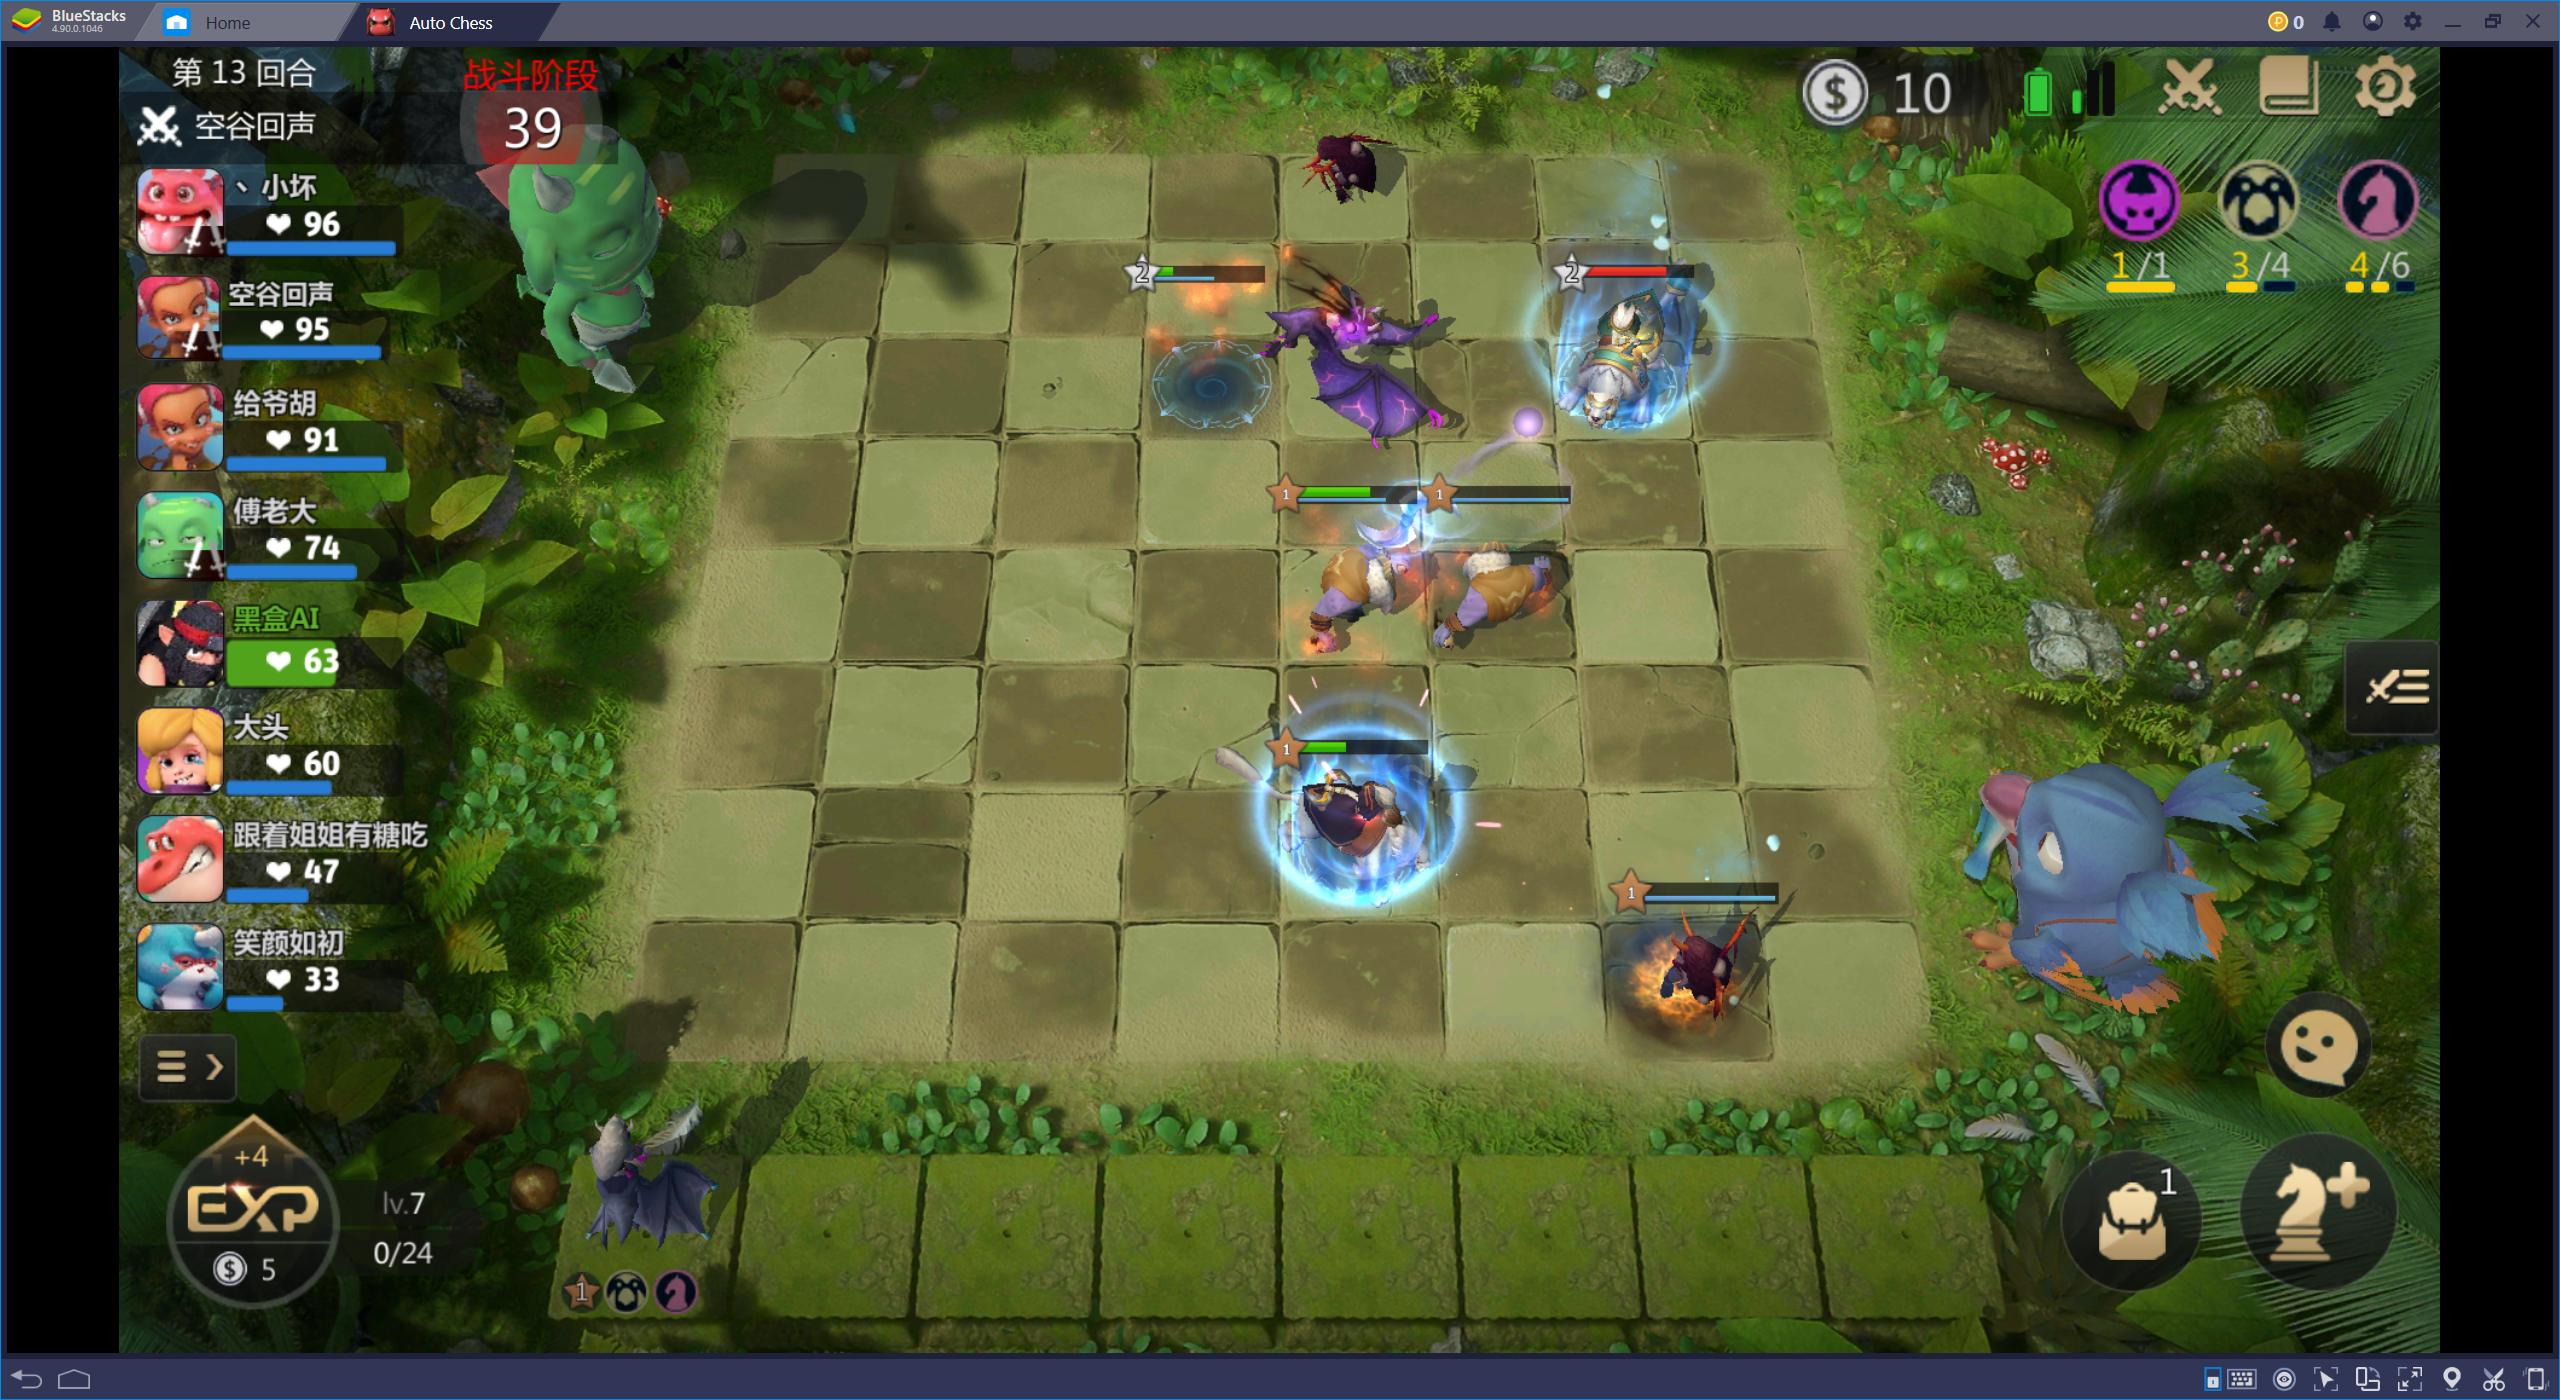 BlueStacks
4.90.0.1046
Home
Auto Chess
0
第 13 回合
战斗阶段
空谷回声
39
10
丶小坏
96
空谷回声
95
给爷胡
91
傅老大
74
黑盒AI
63
大头
60
跟着姐姐有糖吃
47
笑颜如初
33
1/1
3/4
4/6
2
2
1
1
1
1
+4
EXP
$ 5
lv.7
0/24
1
1